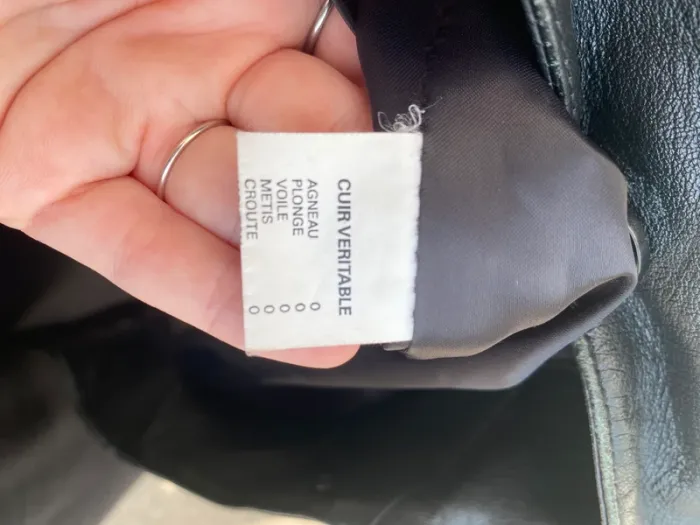 CUIR VERITABLE
AGNEAU 0
PLONGE 0
VOILE 0
METIS 0
CROUTE 0